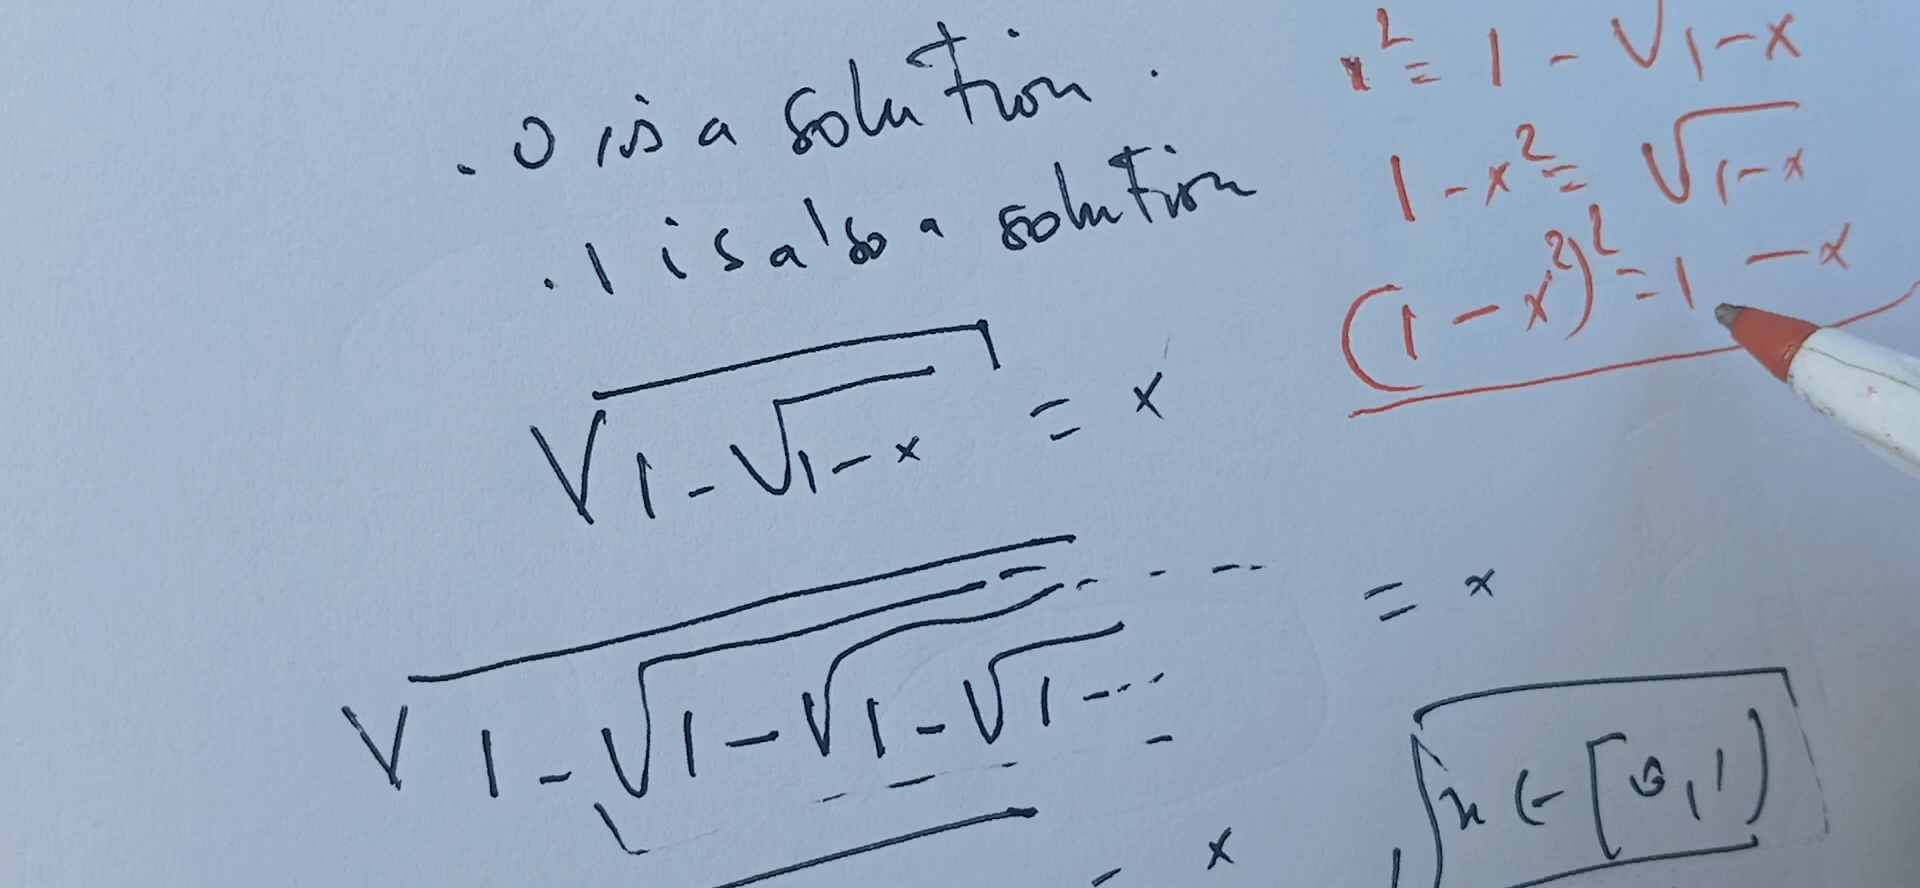 . 0 is a solution.
. 1 is also a solution
√(1 - √(1 - x)) = x
√(1 - √(1 - √(1 - √(1 - ... = x
= x
x ∈ [0, 1)
x² = 1 - √1-x
1 - x² = √(1-x)
(1 - x²)² = 1 - x